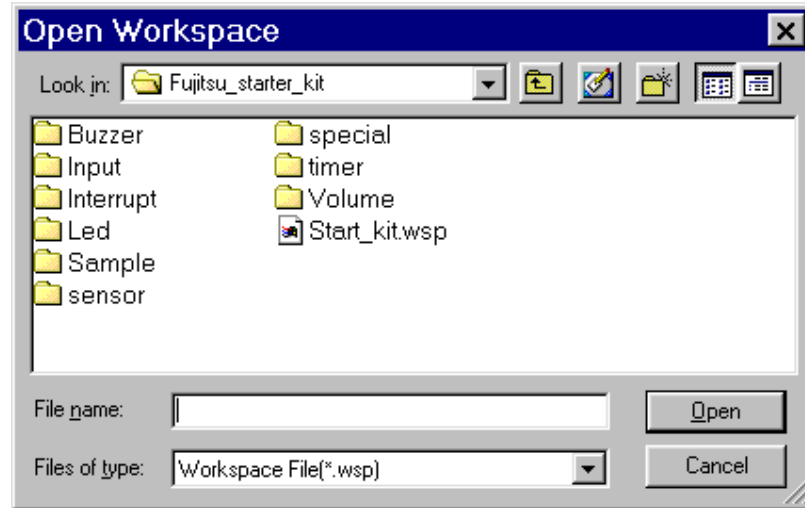 Open Workspace
Look in: Fujitsu_starter_kit
Buzzer
Input
Interrupt
Led
Sample
sensor
special
timer
Volume
Start_kit.wsp
File name:
Open
Files of type: Workspace File(*.wsp)
Cancel